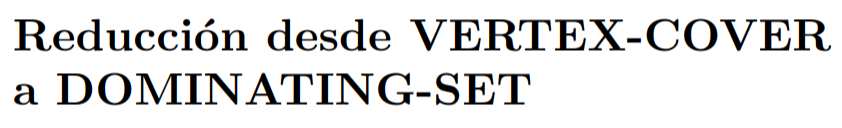 Reducción desde VERTEX-COVER
a DOMINATING-SET